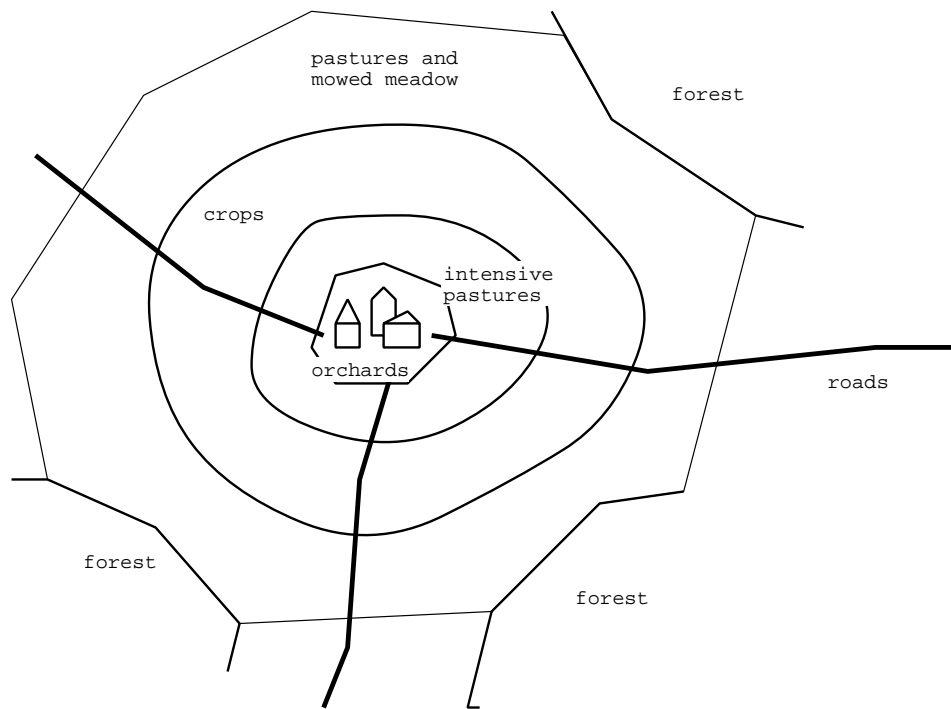 pastures and
mowed meadow
forest
crops
intensive
pastures
orchards
roads
forest
forest